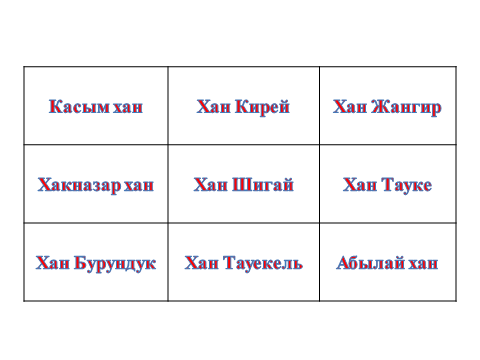 Касым хан
Хан Кирей
Хан Жангир
Хакназар хан
Хан Шигай
Хан Тауке
Хан Бурундук
Хан Тауекель
Абылай хан